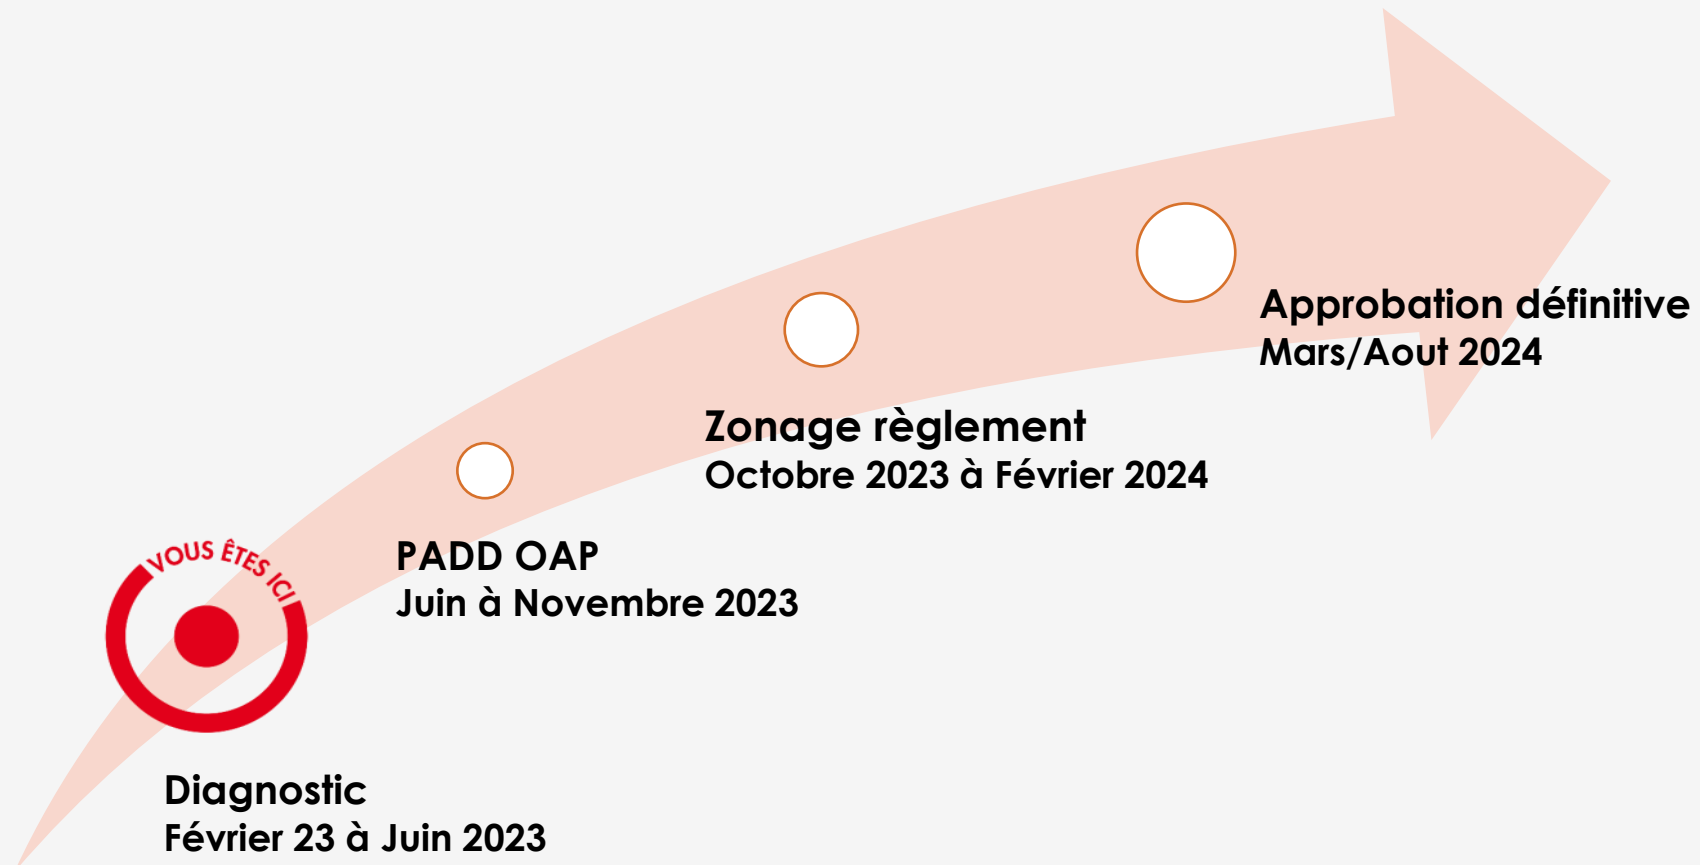 VOUS ÊTES ICI
Diagnostic
Février 23 à Juin 2023
PADD OAP
Juin à Novembre 2023
Zonage règlement
Octobre 2023 à Février 2024
Approbation définitive
Mars/Aout 2024